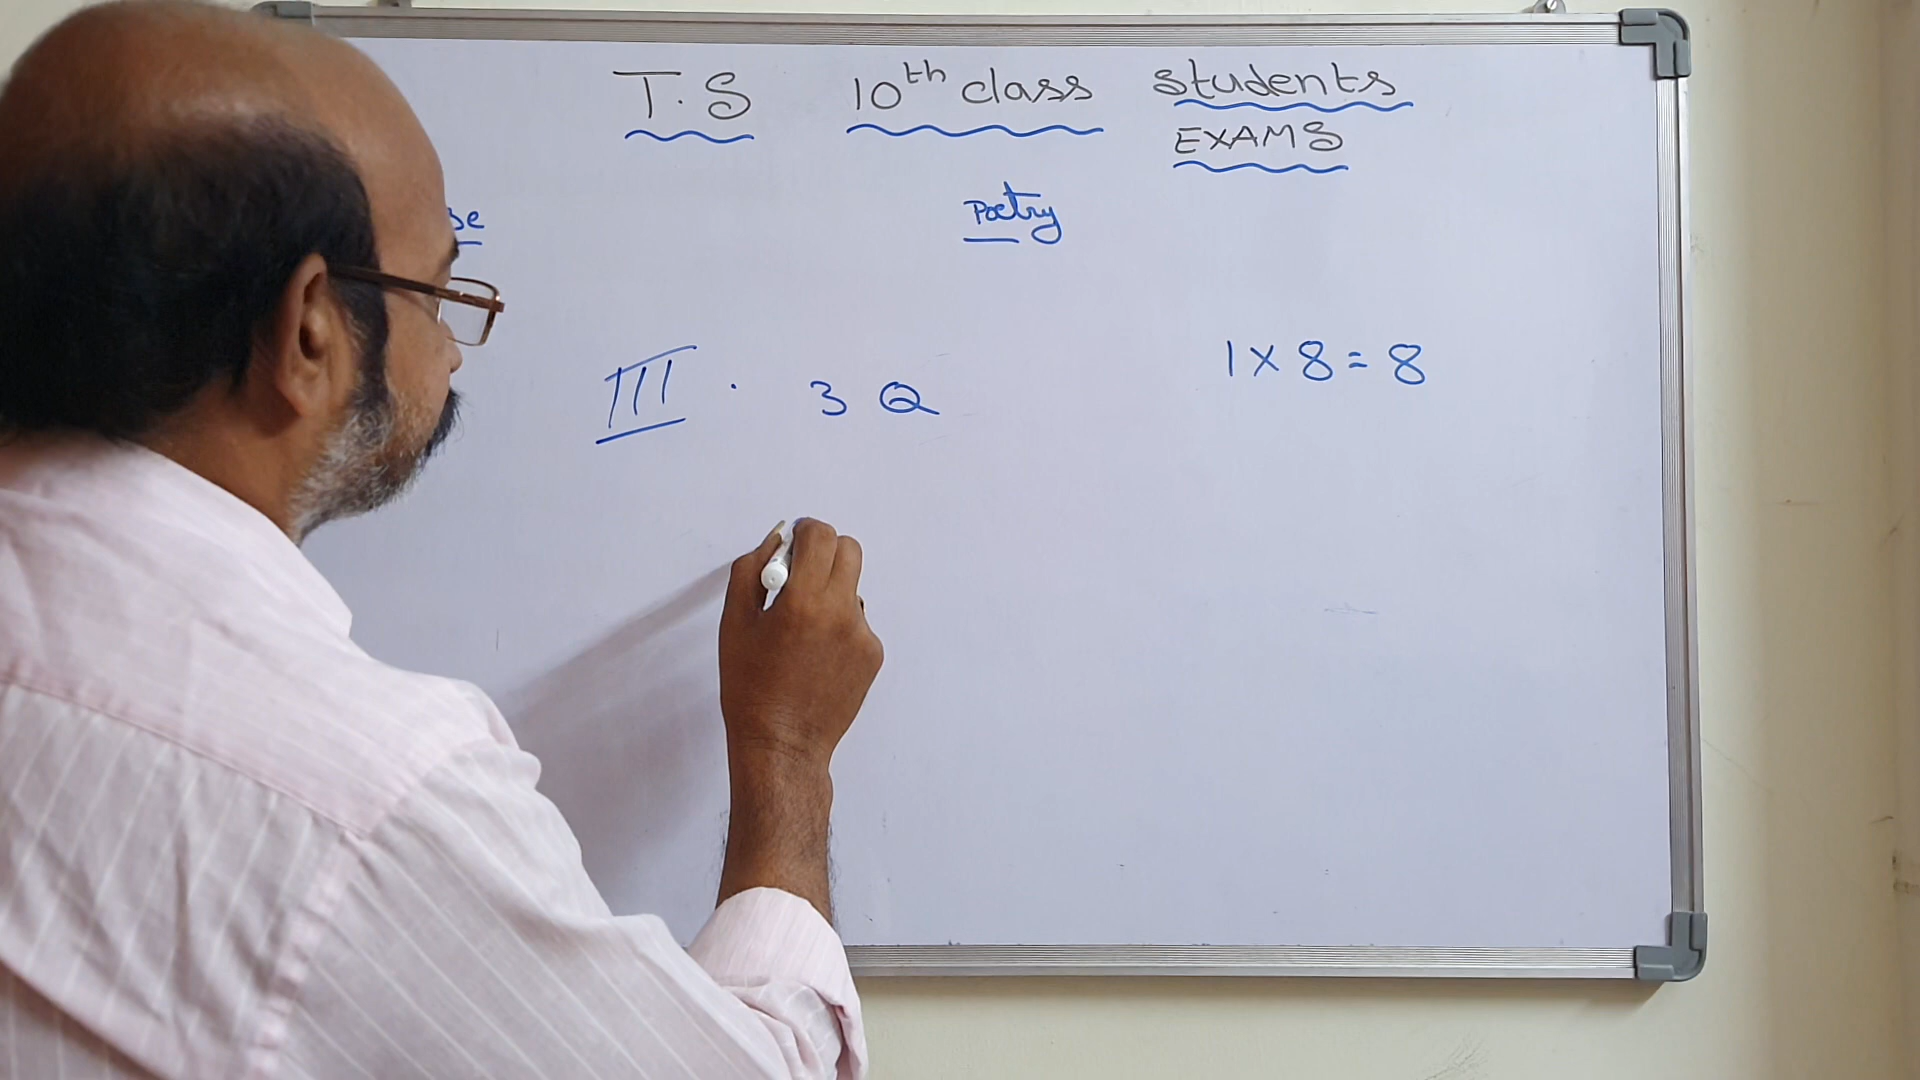 T.S 10th class students
EXAMS
Poetry
III. 3 Q 1 x 8 = 8